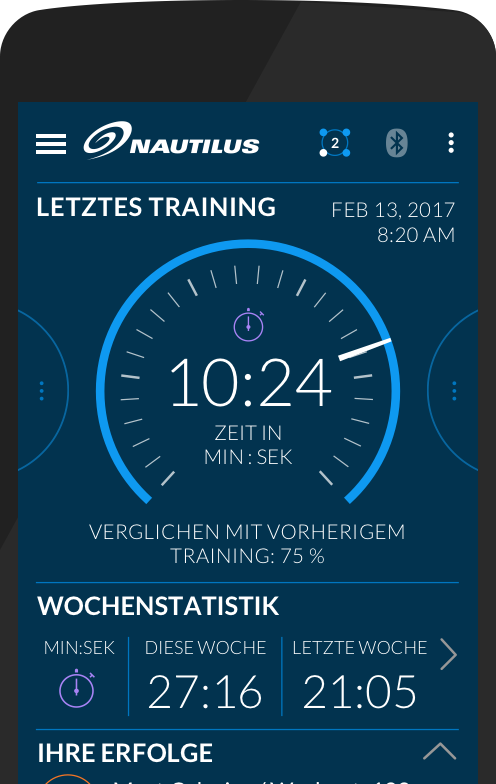 NAUTILUS
2
LETZTES TRAINING
FEB 13, 2017
8:20 AM
10:24
ZEIT IN
MIN : SEK
VERGLICHEN MIT VORHERIGEM
TRAINING: 75 %
WOCHENSTATISTIK
MIN:SEK
DIESE WOCHE
LETZTE WOCHE
27:16
21:05
IHRE ERFOLGE